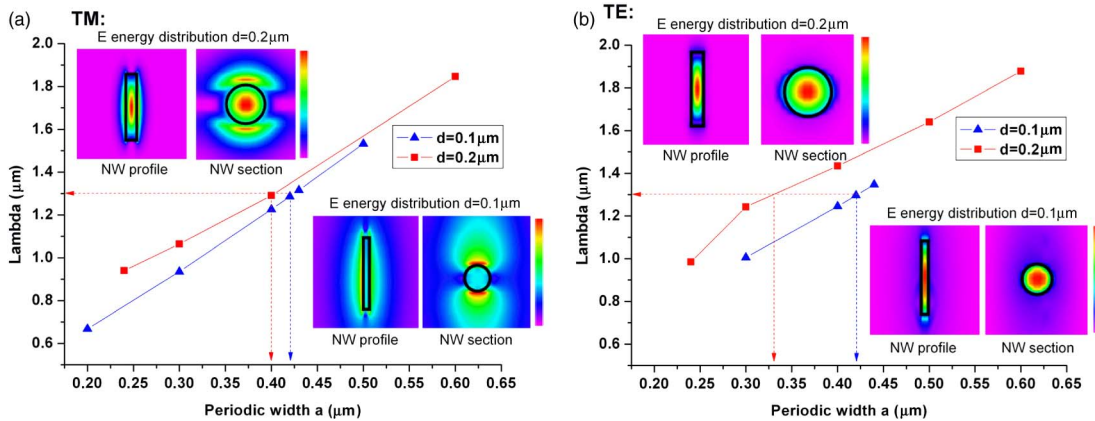 (a)
TM:
E energy distribution d=0.2μm
NW profile
NW section
d=0.1μm
d=0.2μm
E energy distribution d=0.1μm
NW profile
NW section
Lambda (μm)
2.0
1.8
1.6
1.4
1.2
1.0
0.8
0.6
0.20 0.25 0.30 0.35 0.40 0.45 0.50 0.55 0.60 0.65
Periodic width a (μm)
(b)
TE:
E energy distribution d=0.2μm
NW profile
NW section
d=0.1μm
d=0.2μm
E energy distribution d=0.1μm
NW profile
NW section
Lambda (μm)
2.0
1.8
1.6
1.4
1.2
1.0
0.8
0.6
0.20 0.25 0.30 0.35 0.40 0.45 0.50 0.55 0.60 0.65
Periodic width a (μm)